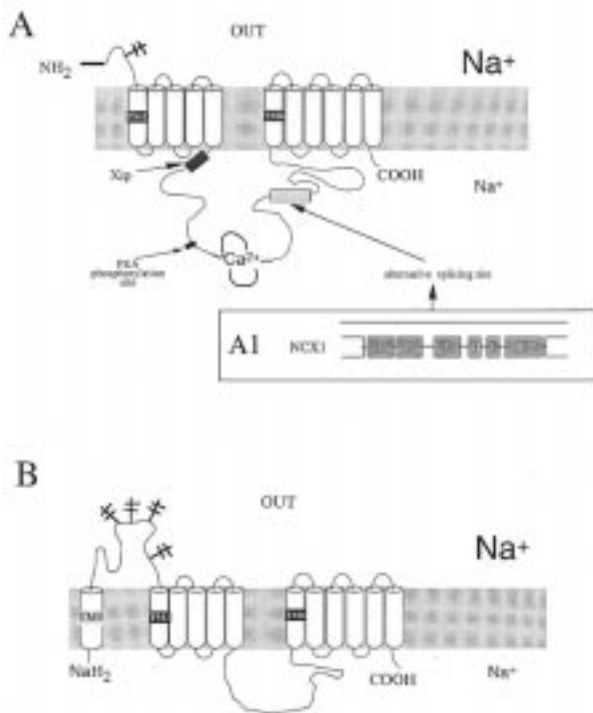 A
OUT
Na+
NH2
COOH
Xip
Na+
Ca2+
PKA
phosphorylation
site
alternative splicing site
A1
NCX1
B
OUT
Na+
NaH2
COOH
Na+